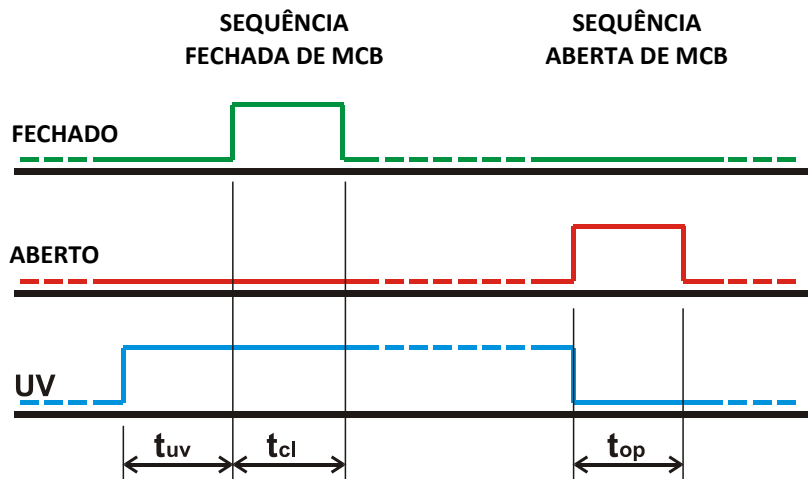 SEQUÊNCIA
FECHADA DE MCB
SEQUÊNCIA
ABERTA DE MCB
FECHADO
ABERTO
UV
tuv
tcl
top